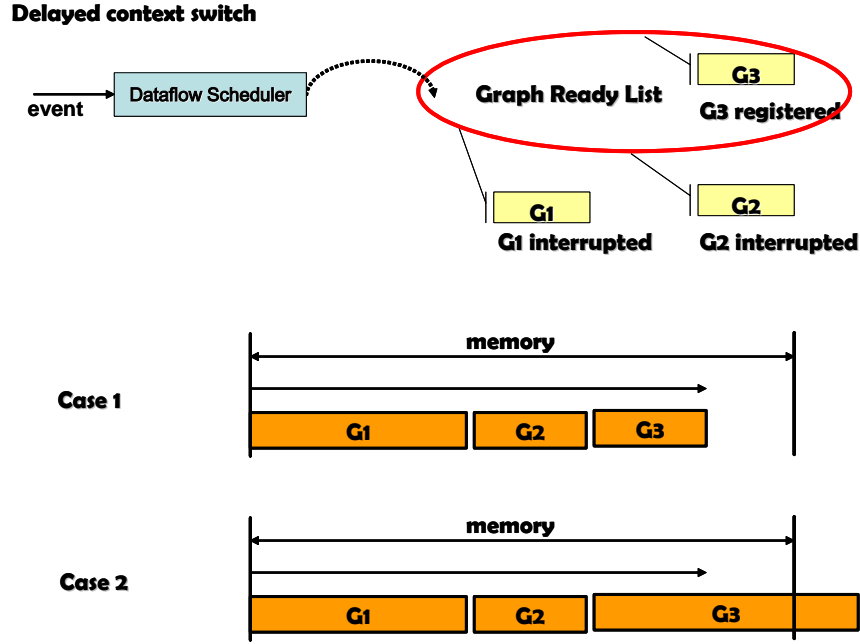 Delayed context switch
event
Dataflow Scheduler
Graph Ready List
G3
G3 registered
G1
G1 interrupted
G2
G2 interrupted
memory
Case 1
G1
G2
G3
memory
Case 2
G1
G2
G3